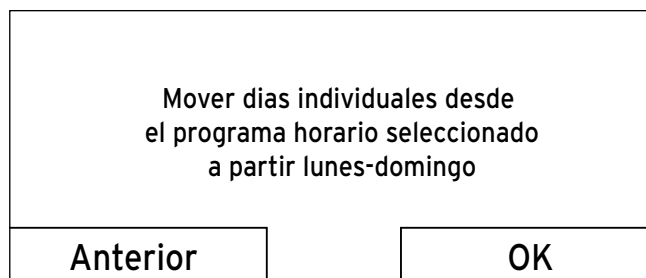 Mover dias individuales desde
el programa horario seleccionado
a partir lunes-domingo
Anterior
OK